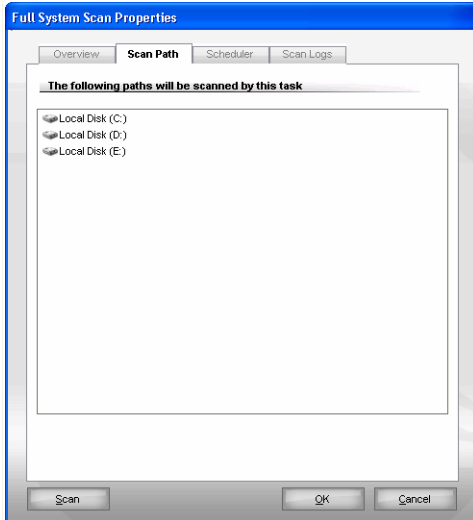 Full System Scan Properties
Overview Scan Path Scheduler Scan Logs
The following paths will be scanned by this task
Local Disk (C:)
Local Disk (D:)
Local Disk (E:)
Scan OK Cancel